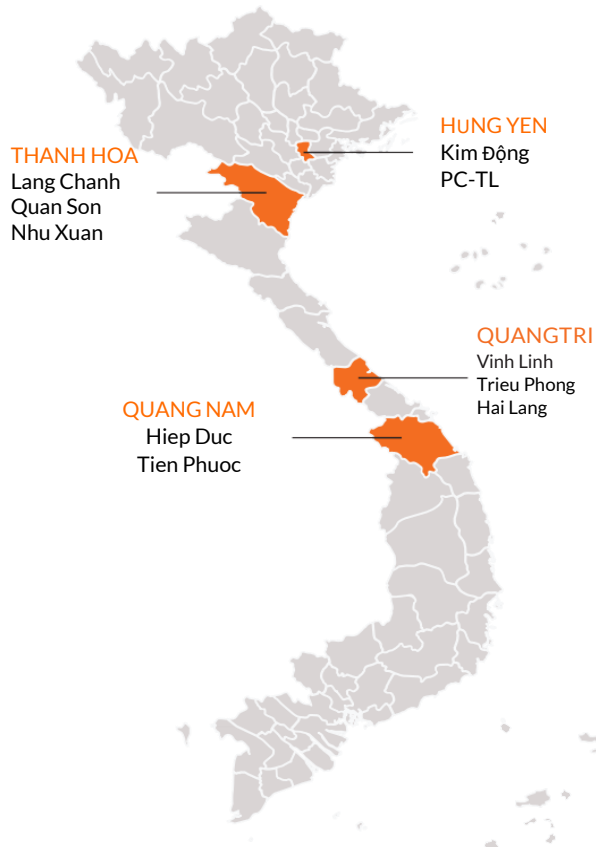 HUNG YEN
Kim Động
PC-TL
THANH HOA
Lang Chanh
Quan Son
Nhu Xuan
QUANGTRI
Vinh Linh
Trieu Phong
Hai Lang
QUANG NAM
Hiep Duc
Tien Phuoc